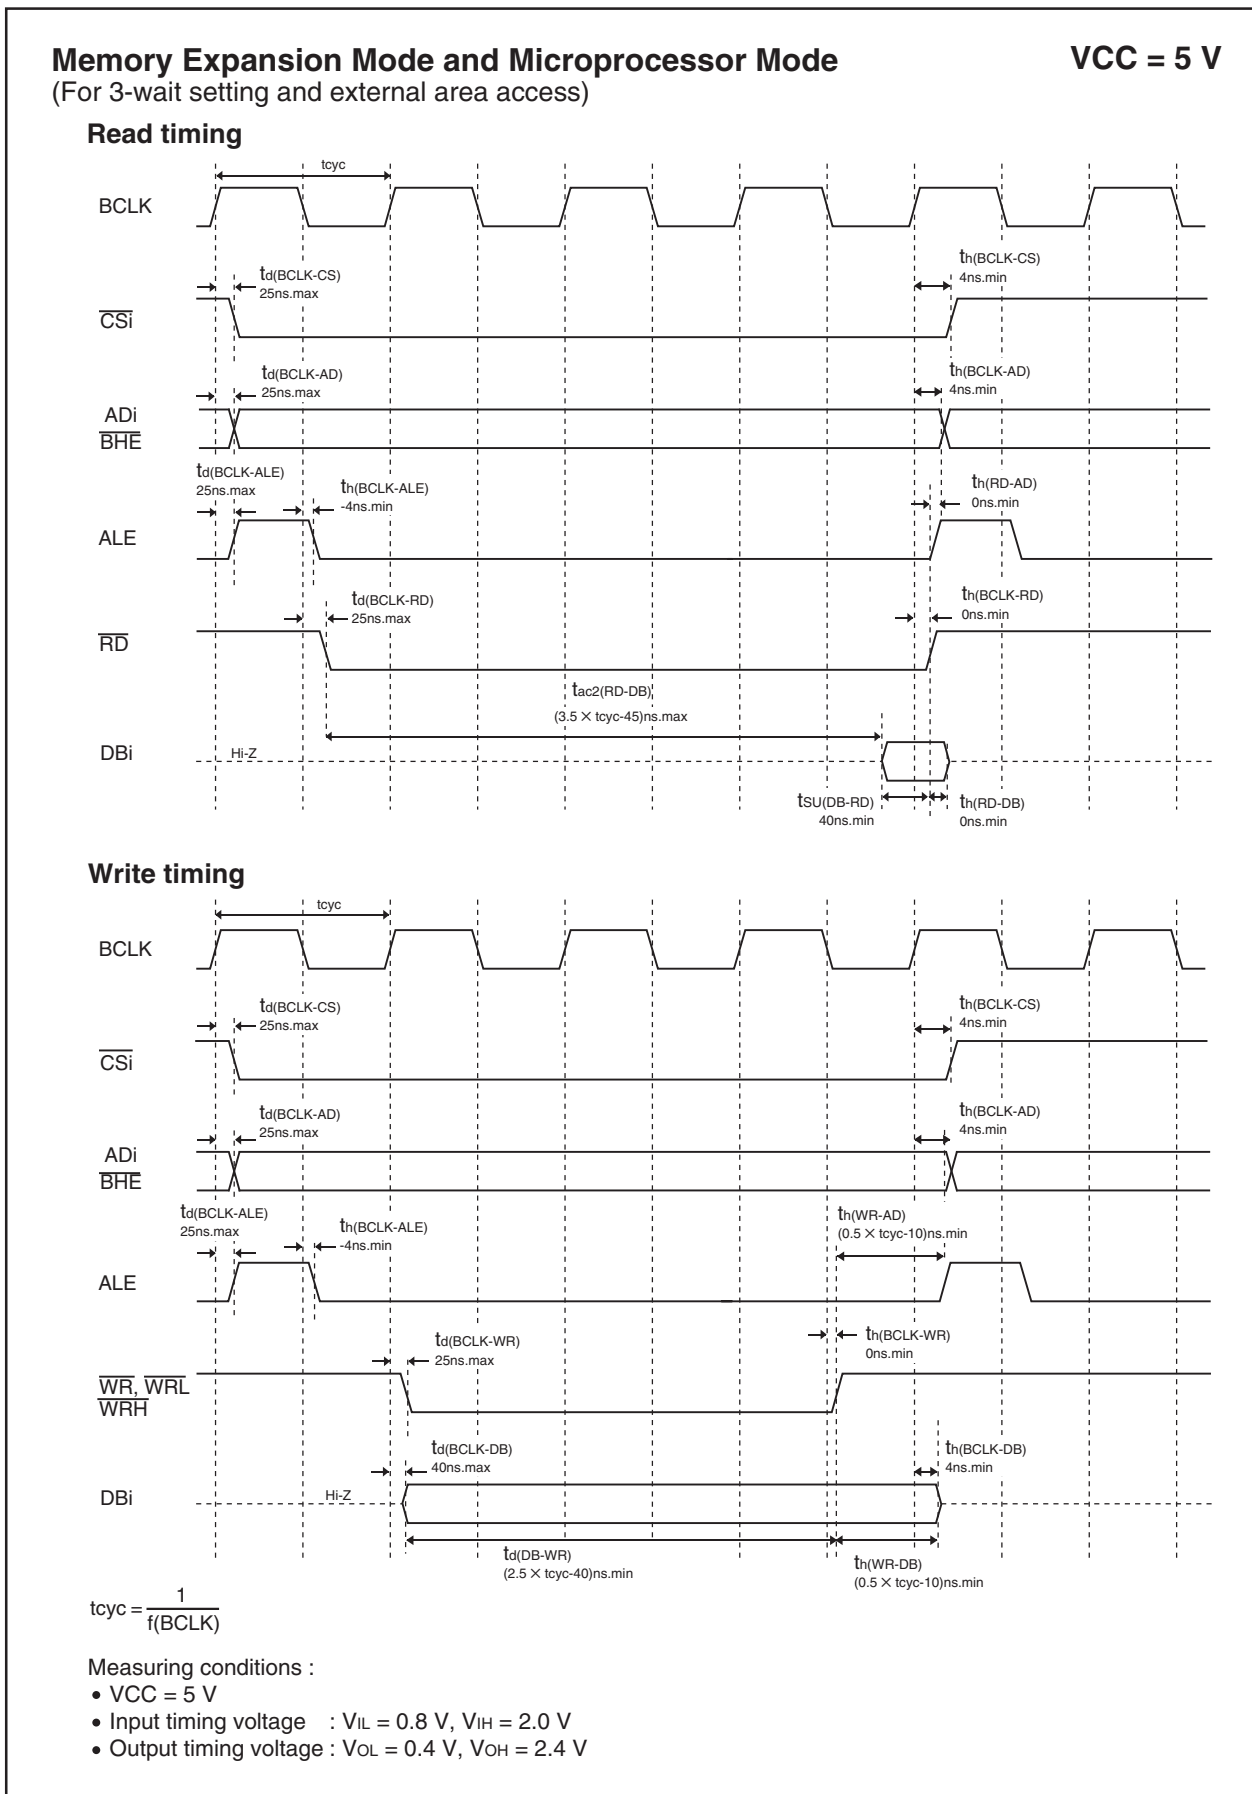 Memory Expansion Mode and Microprocessor Mode
VCC = 5 V
(For 3-wait setting and external area access)
Read timing
tcyc
BCLK
td(BCLK-CS)
25ns.max
th(BCLK-CS)
4ns.min
CSi
td(BCLK-AD)
25ns.max
th(BCLK-AD)
4ns.min
ADi
BHE
td(BCLK-ALE)
25ns.max
th(BCLK-ALE)
-4ns.min
th(RD-AD)
0ns.min
ALE
td(BCLK-RD)
25ns.max
th(BCLK-RD)
0ns.min
RD
tac2(RD-DB)
(3.5 × tcyc-45)ns.max
DBi
Hi-Z
tSU(DB-RD)
40ns.min
th(RD-DB)
0ns.min
Write timing
tcyc
BCLK
td(BCLK-CS)
25ns.max
th(BCLK-CS)
4ns.min
CSi
td(BCLK-AD)
25ns.max
th(BCLK-AD)
4ns.min
ADi
BHE
td(BCLK-ALE)
25ns.max
th(BCLK-ALE)
-4ns.min
th(WR-AD)
(0.5 × tcyc-10)ns.min
ALE
td(BCLK-WR)
25ns.max
th(BCLK-WR)
0ns.min
WR, WRL
WRH
td(BCLK-DB)
40ns.max
th(BCLK-DB)
4ns.min
DBi
Hi-Z
td(DB-WR)
(2.5 × tcyc-40)ns.min
th(WR-DB)
(0.5 × tcyc-10)ns.min
tcyc = 1
f(BCLK)
Measuring conditions :
• VCC = 5 V
• Input timing voltage : VIL = 0.8 V, VIH = 2.0 V
• Output timing voltage : VOL = 0.4 V, VOH = 2.4 V